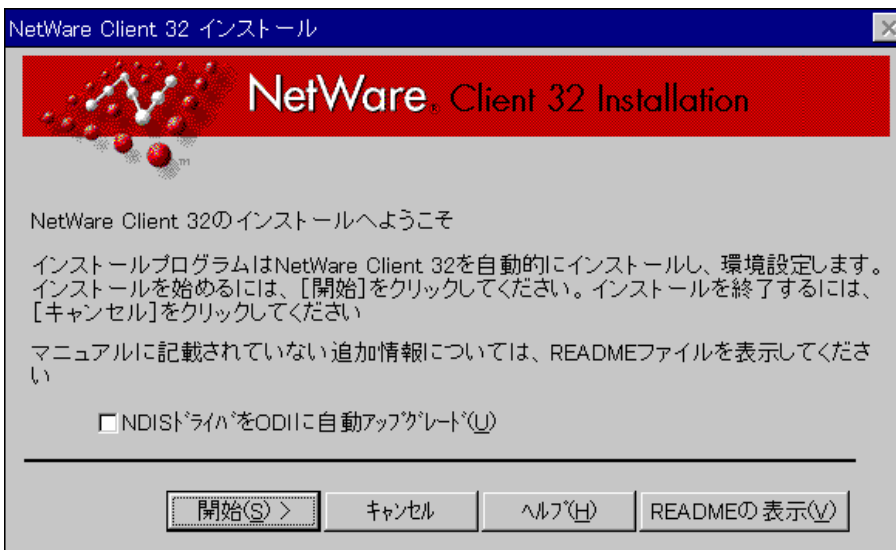 NetWare Client 32 インストール
NetWare® Client 32 Installation
TM
NetWare Client 32のインストールへようこそ
インストールプログラムはNetWare Client 32を自動的にインストールし、環境設定します。
インストールを始めるには、[開始]をクリックしてください。インストールを終了するには、
[キャンセル]をクリックしてください
マニュアルに記載されていない追加情報については、READMEファイルを表示してくださ
い
NDISドライバをODIに自動アップグレード(U)
開始(S) >
キャンセル
ヘルプ(H)
READMEの表示(V)